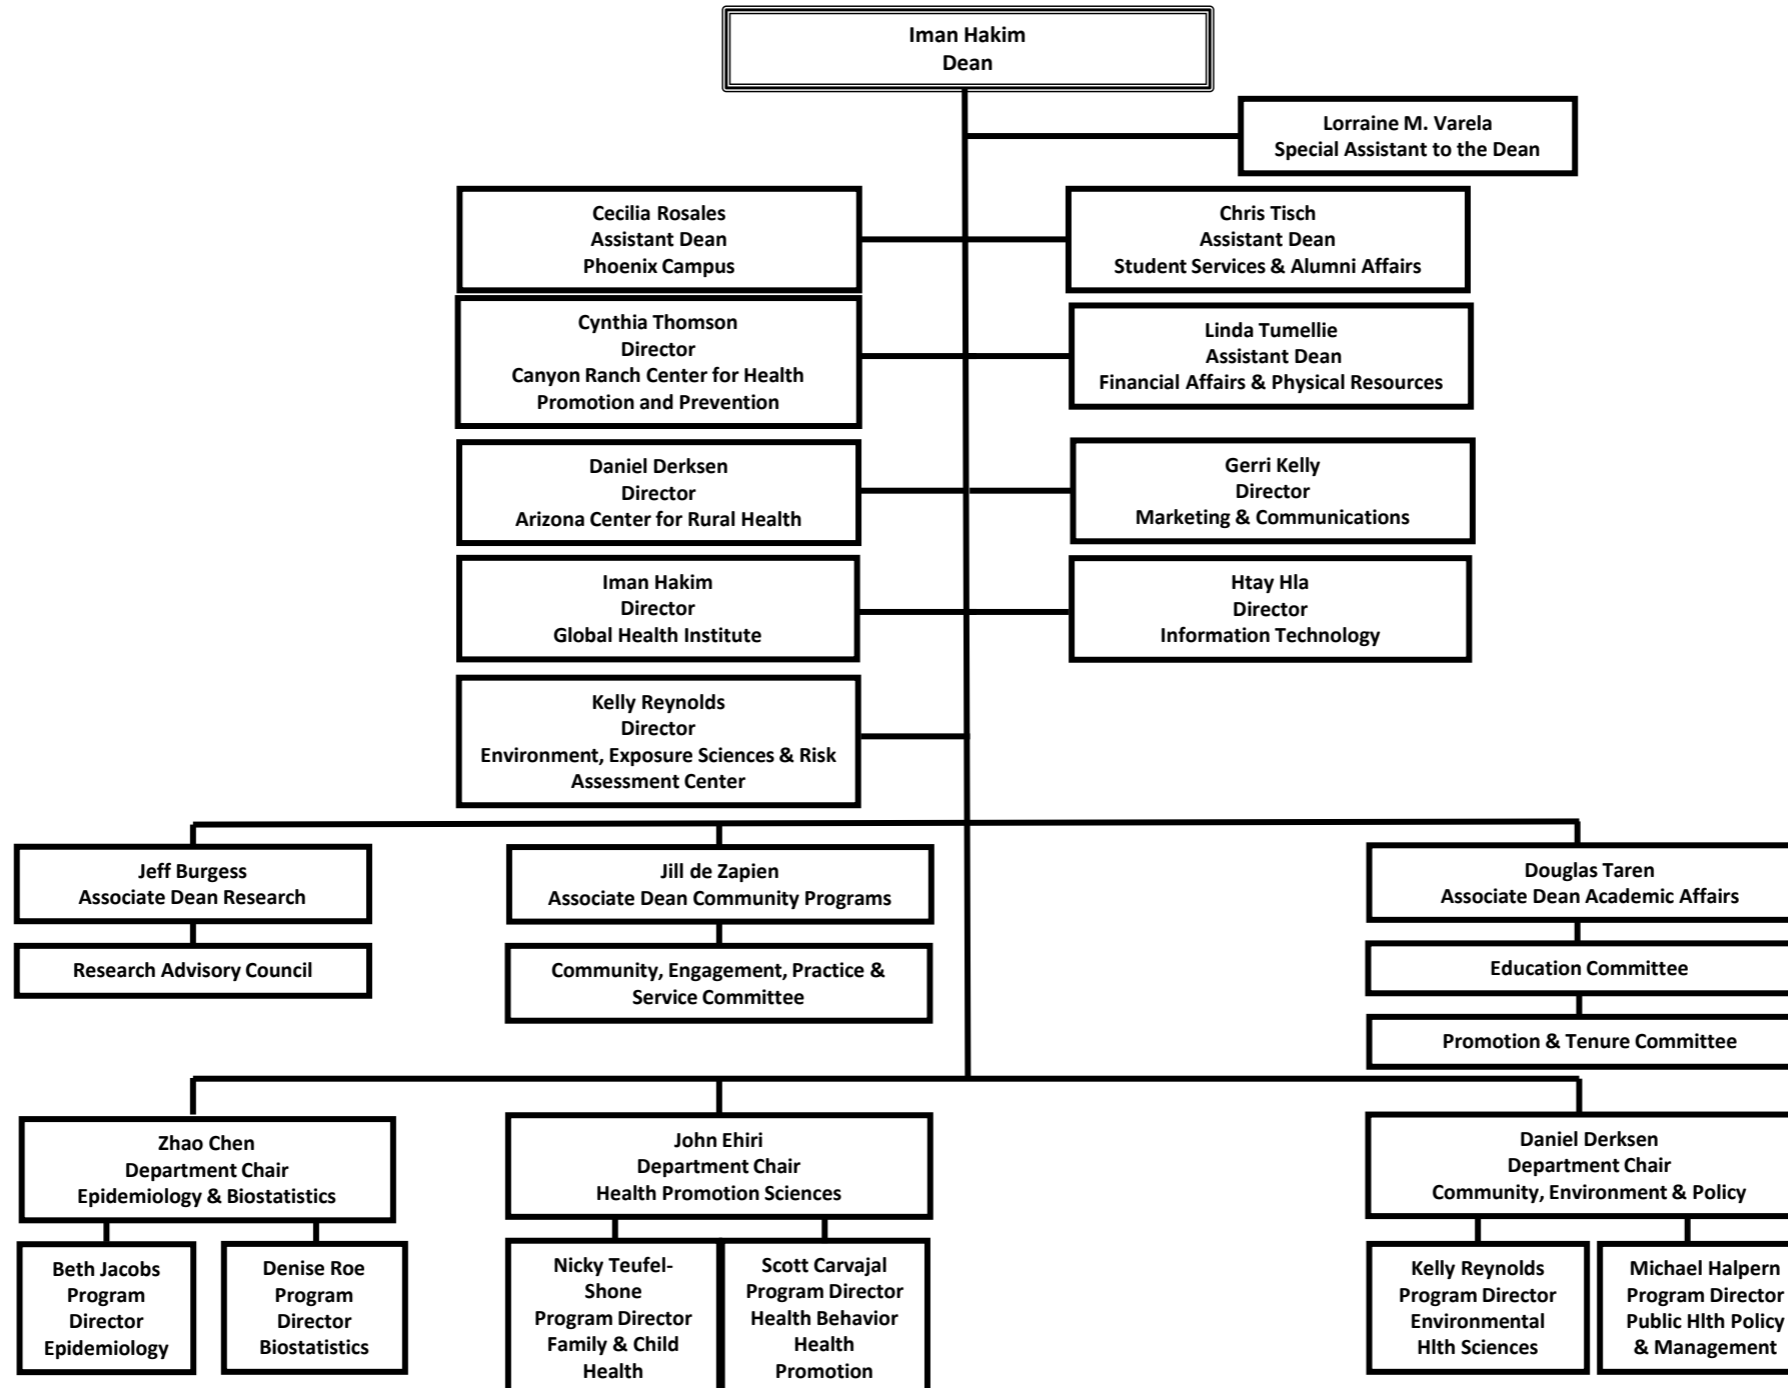 Iman Hakim
Dean
Lorraine M. Varela
Special Assistant to the Dean
Cecilia Rosales
Assistant Dean
Phoenix Campus
Chris Tisch
Assistant Dean
Student Services & Alumni Affairs
Cynthia Thomson
Director
Canyon Ranch Center for Health
Promotion and Prevention
Linda Tumellie
Assistant Dean
Financial Affairs & Physical Resources
Daniel Derksen
Director
Arizona Center for Rural Health
Gerri Kelly
Director
Marketing & Communications
Iman Hakim
Director
Global Health Institute
Htay Hla
Director
Information Technology
Kelly Reynolds
Director
Environment, Exposure Sciences & Risk
Assessment Center
Jeff Burgess
Associate Dean Research
Jill de Zapien
Associate Dean Community Programs
Douglas Taren
Associate Dean Academic Affairs
Research Advisory Council
Community, Engagement, Practice &
Service Committee
Education Committee
Promotion & Tenure Committee
Zhao Chen
Department Chair
Epidemiology & Biostatistics
John Ehiri
Department Chair
Health Promotion Sciences
Daniel Derksen
Department Chair
Community, Environment & Policy
Beth Jacobs
Program
Director
Epidemiology
Denise Roe
Program
Director
Biostatistics
Nicky Teufel-
Shone
Program Director
Family & Child
Health
Scott Carvajal
Program Director
Health Behavior
Health
Promotion
Kelly Reynolds
Program Director
Environmental
Hlth Sciences
Michael Halpern
Program Director
Public Hlth Policy
& Management